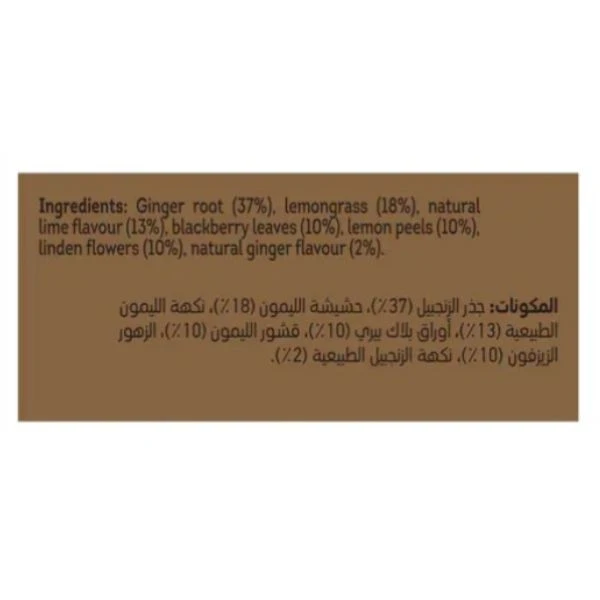 Ingredients: Ginger root (37%), lemongrass (18%), natural
lime flavour (13%), blackberry leaves (10%), lemon peels (10%),
linden flowers (10%), natural ginger flavour (2%).
المكونات: جذر الزنجبيل (37٪)، حشيشة الليمون (18٪)، نكهة الليمون
الطبيعية (13٪)، أوراق بلاك بيري (10٪)، قشور الليمون (10٪)، الزهور
الزيزفون (10٪)، نكهة الزنجبيل الطبيعية (2٪).